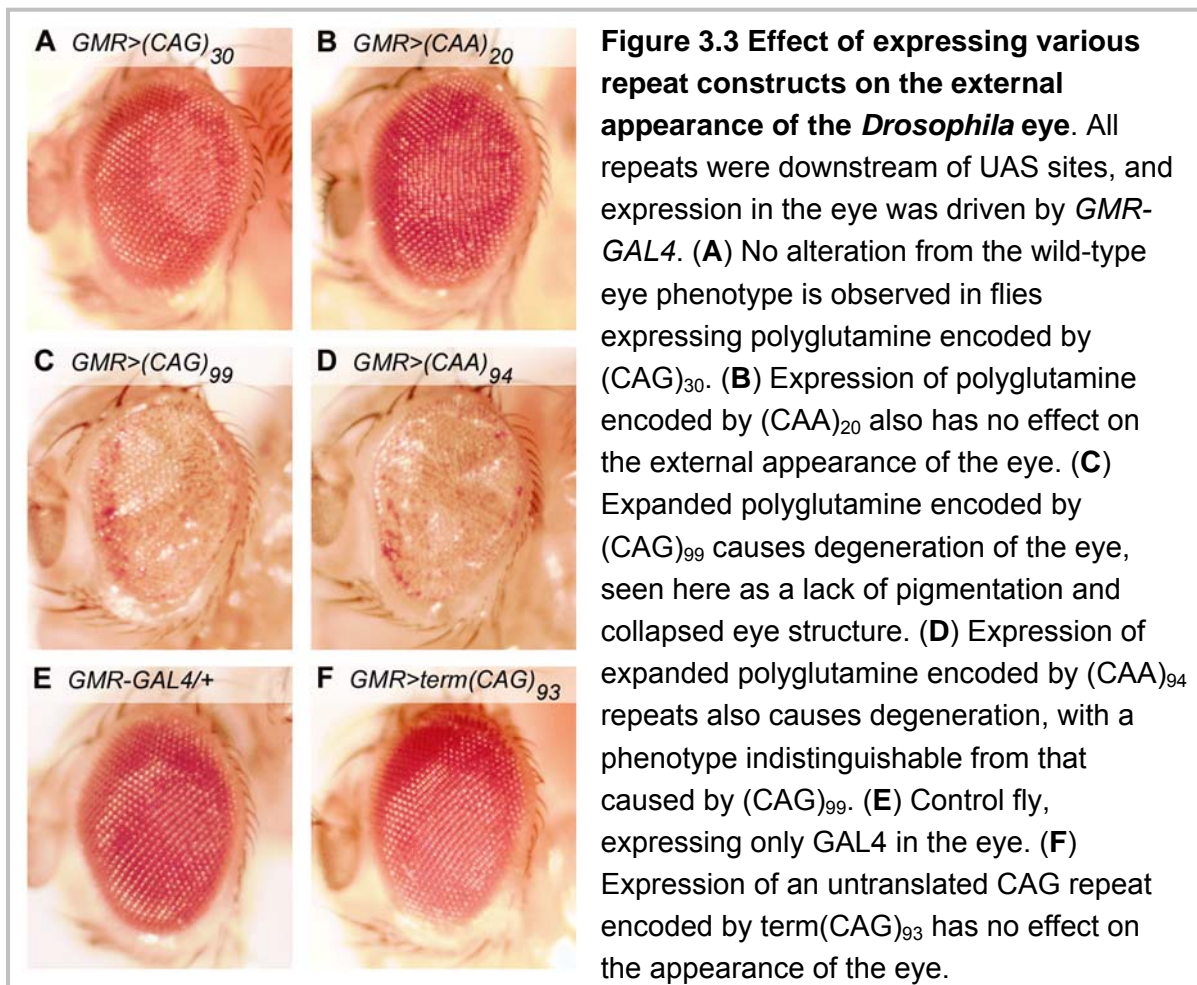 A GMR>(CAG)30
B GMR>(CAA)20
C GMR>(CAG)99
D GMR>(CAA)94
E GMR-GAL4/+
F GMR>term(CAG)93
Figure 3.3 Effect of expressing various
repeat constructs on the external
appearance of the Drosophila eye. All
repeats were downstream of UAS sites, and
expression in the eye was driven by GMR-
GAL4. (A) No alteration from the wild-type
eye phenotype is observed in flies
expressing polyglutamine encoded by
(CAG)30. (B) Expression of polyglutamine
encoded by (CAA)20 also has no effect on
the external appearance of the eye. (C)
Expanded polyglutamine encoded by
(CAG)99 causes degeneration of the eye,
seen here as a lack of pigmentation and
collapsed eye structure. (D) Expression of
expanded polyglutamine encoded by (CAA)94
repeats also causes degeneration, with a
phenotype indistinguishable from that
caused by (CAG)99. (E) Control fly,
expressing only GAL4 in the eye. (F)
Expression of an untranslated CAG repeat
encoded by term(CAG)93 has no effect on
the appearance of the eye.